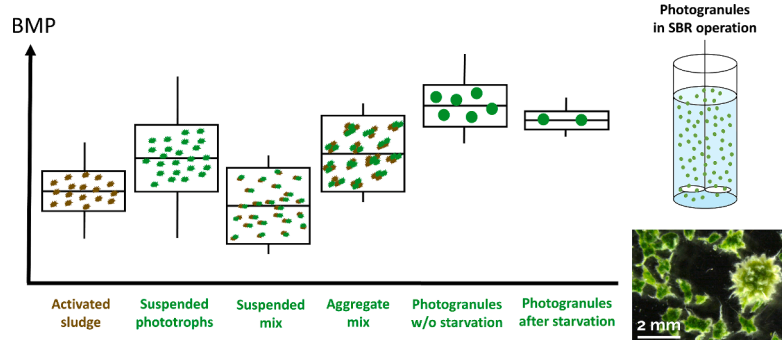 BMP
Photogranules
in SBR operation
Activated
sludge
Suspended
phototrophs
Suspended
mix
Aggregate
mix
Photogranules
w/o starvation
Photogranules
after starvation
2 mm